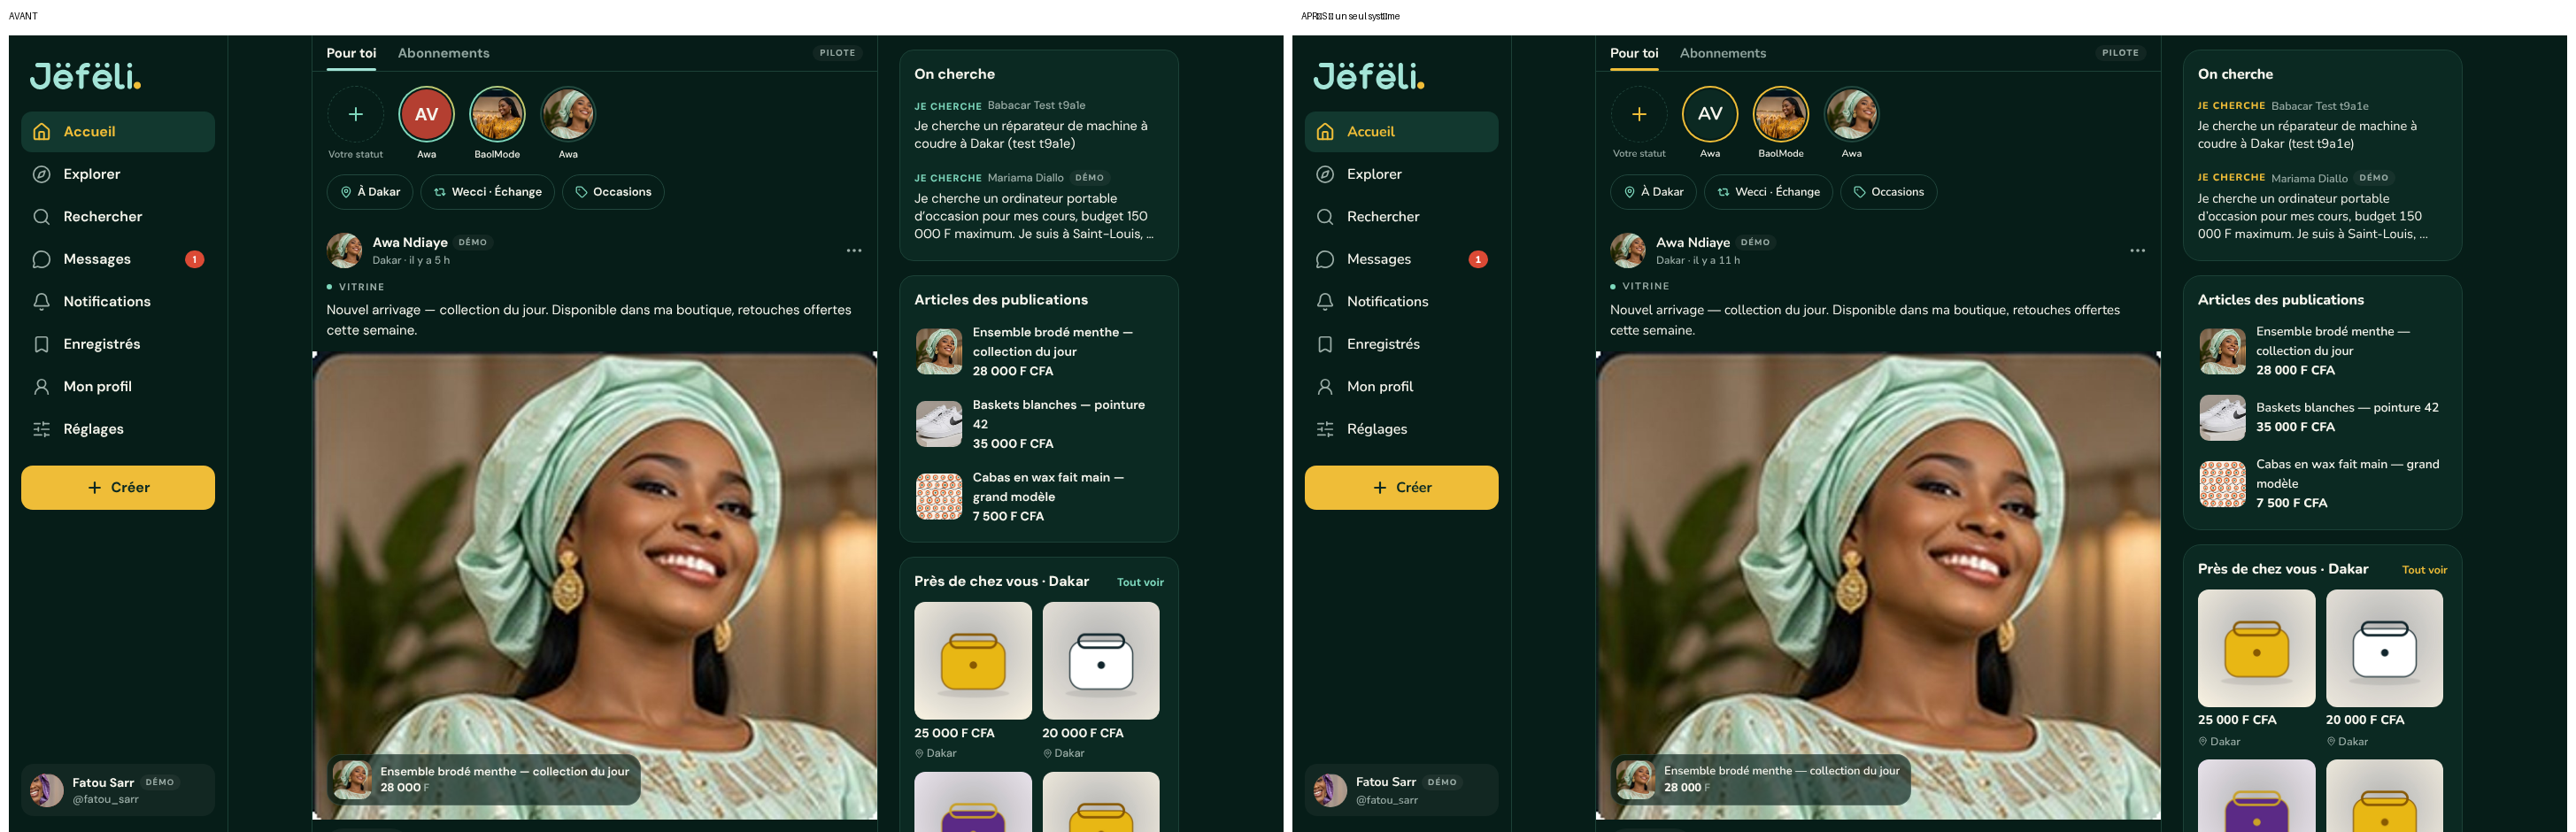 AVANT
Jëfëli.
Accueil
Explorer
Rechercher
Messages
1
Notifications
Enregistrés
Mon profil
Réglages
Créer
Fatou Sarr DÉMO
@fatou_sarr
Pour toi Abonnements PILOTE
AV
Votre statut Awa BaolMode Awa
À Dakar Wecci · Échange Occasions
Awa Ndiaye DÉMO
Dakar · il y a 5 h
VITRINE
Nouvel arrivage — collection du jour. Disponible dans ma boutique, retouches offertes
cette semaine.
Ensemble brodé menthe — collection du jour
28 000 F
On cherche
JE CHERCHE Babacar Test t9a1e
Je cherche un réparateur de machine à
coudre à Dakar (test t9a1e)
JE CHERCHE Mariama Diallo DÉMO
Je cherche un ordinateur portable
d'occasion pour mes cours, budget 150
000 F maximum. Je suis à Saint-Louis, ...
Articles des publications
Ensemble brodé menthe —
collection du jour
28 000 F CFA
Baskets blanches — pointure
42
35 000 F CFA
Cabas en wax fait main —
grand modèle
7 500 F CFA
Près de chez vous · Dakar Tout voir
25 000 F CFA 20 000 F CFA
Dakar Dakar
APR□S □ un seul syst□me
Jëfëli.
Accueil
Explorer
Rechercher
Messages
1
Notifications
Enregistrés
Mon profil
Réglages
Créer
Fatou Sarr DÉMO
@fatou_sarr
Pour toi Abonnements PILOTE
AV
Votre statut Awa BaolMode Awa
À Dakar Wecci · Échange Occasions
Awa Ndiaye DÉMO
Dakar · il y a 11 h
VITRINE
Nouvel arrivage — collection du jour. Disponible dans ma boutique, retouches offertes
cette semaine.
Ensemble brodé menthe — collection du jour
28 000 F
On cherche
JE CHERCHE Babacar Test t9a1e
Je cherche un réparateur de machine à
coudre à Dakar (test t9a1e)
JE CHERCHE Mariama Diallo DÉMO
Je cherche un ordinateur portable
d'occasion pour mes cours, budget 150
000 F maximum. Je suis à Saint-Louis, ...
Articles des publications
Ensemble brodé menthe —
collection du jour
28 000 F CFA
Baskets blanches — pointure 42
35 000 F CFA
Cabas en wax fait main — grand
modèle
7 500 F CFA
Près de chez vous · Dakar Tout voir
25 000 F CFA 20 000 F CFA
Dakar Dakar